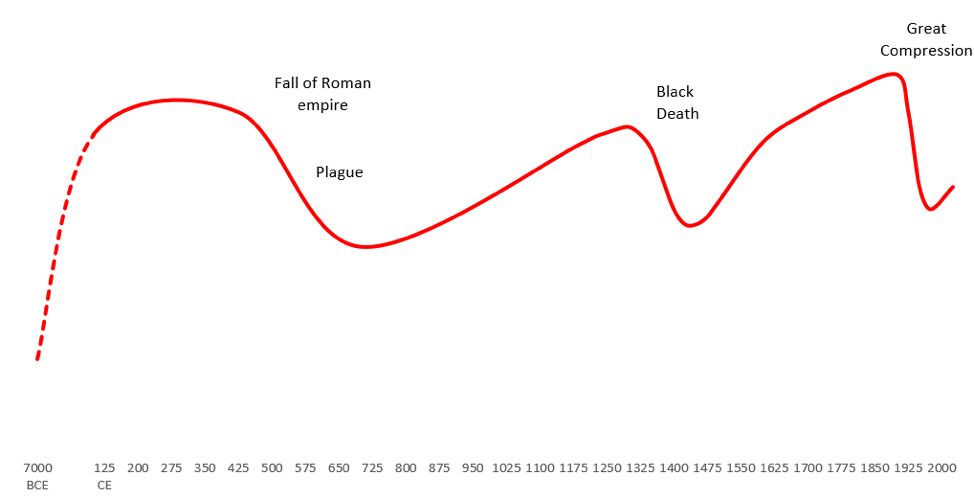 Great
Compression
Fall of Roman
empire
Black
Death
Plague
7000 125 200 275 350 425 500 575 650 725 800 875 950 1025 1100 1175 1250 1325 1400 1475 1550 1625 1700 1775 1850 1925 2000
BCE CE